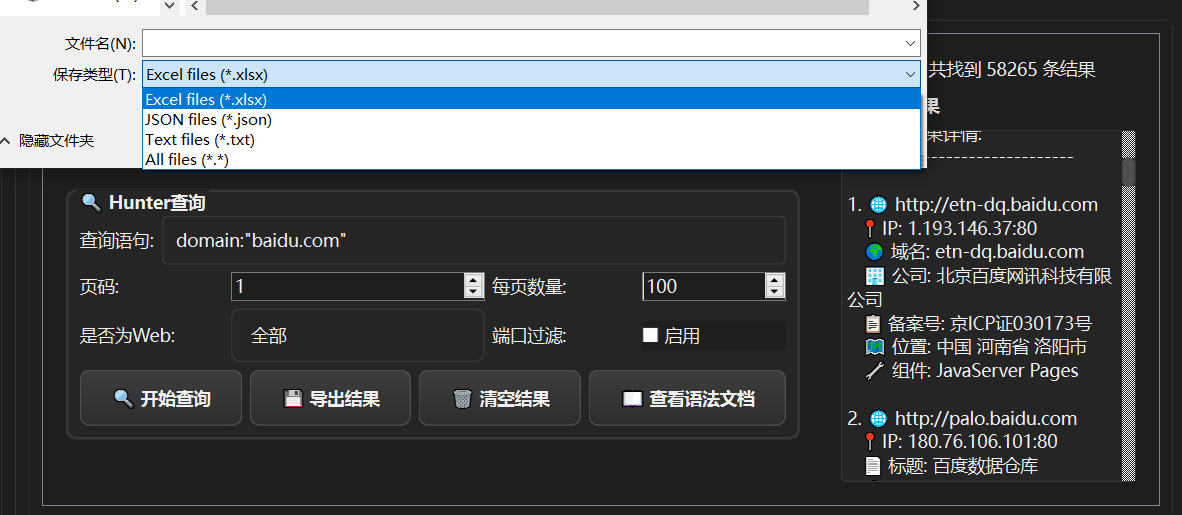 文件名(N):
保存类型(T): Excel files (*.xlsx)
Excel files (*.xlsx)
JSON files (*.json)
Text files (*.txt)
All files (*.*)
隐藏文件夹
Hunter查询
查询语句: domain:"baidu.com"
页码: 1 每页数量: 100
是否为Web: 全部 端口过滤: 启用
开始查询 导出结果 清空结果 查看语法文档
共找到 58265 条结果
果
果详情:
1. http://etn-dq.baidu.com
IP: 1.193.146.37:80
域名: etn-dq.baidu.com
公司: 北京百度网讯科技有限
公司
备案号: 京ICP证030173号
位置: 中国 河南省 洛阳市
组件: JavaServer Pages
2. http://palo.baidu.com
IP: 180.76.106.101:80
标题: 百度数据仓库